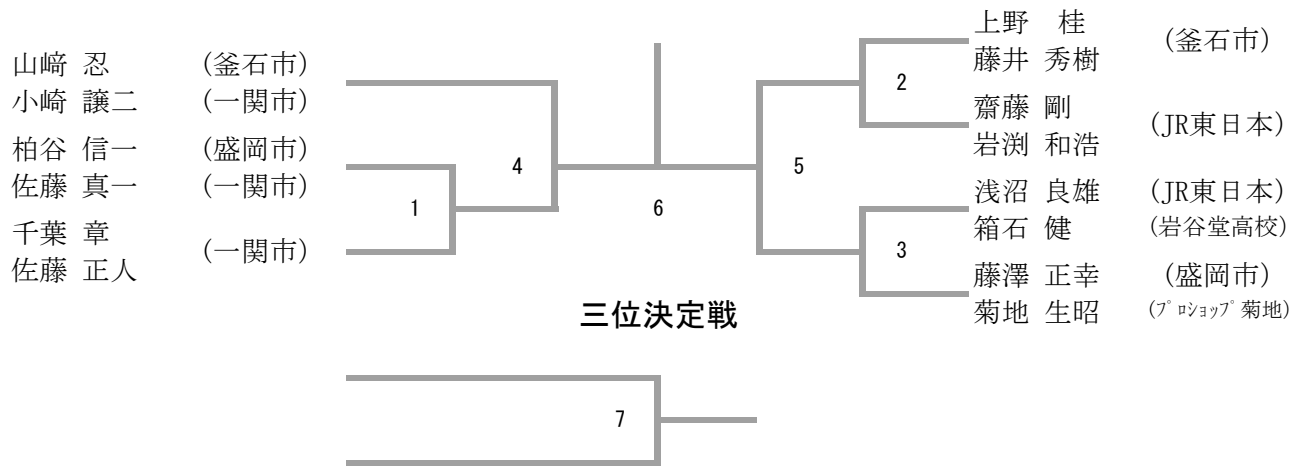 山﨑 忍 (釜石市)
小崎 譲二 (一関市)
柏谷 信一 (盛岡市)
佐藤 真一 (一関市)
千葉 章
(一関市)
佐藤 正人
1
4
6
5
2
3
上野 桂
(釜石市)
藤井 秀樹
齋藤 剛
(JR東日本)
岩渕 和浩
浅沼 良雄 (JR東日本)
箱石 健 (岩谷堂高校)
藤澤 正幸 (盛岡市)
菊地 生昭 (ﾌﾟﾛｼｮｯﾌﾟ菊地)
三位決定戦
7